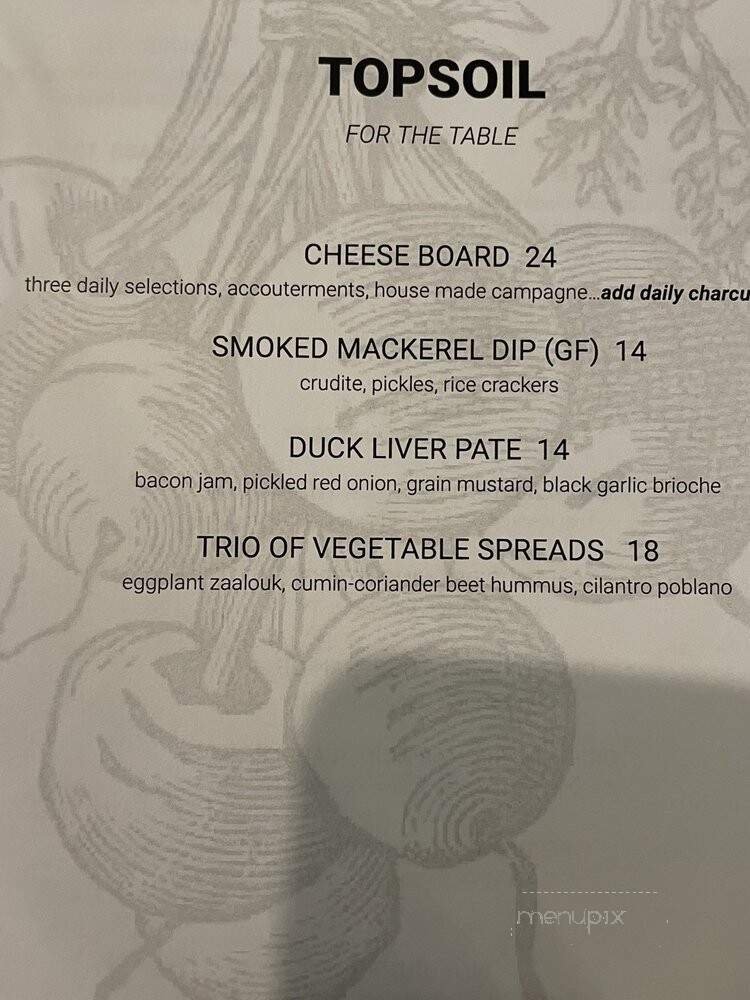 TOPSOIL
FOR THE TABLE
CHEESE BOARD 24
three daily selections, accouterments, house made campagne...add daily charcu
SMOKED MACKEREL DIP (GF) 14
crudite, pickles, rice crackers
DUCK LIVER PATE 14
bacon jam, pickled red onion, grain mustard, black garlic brioche
TRIO OF VEGETABLE SPREADS 18
eggplant zaalouk, cumin-coriander beet hummus, cilantro poblano
menupix